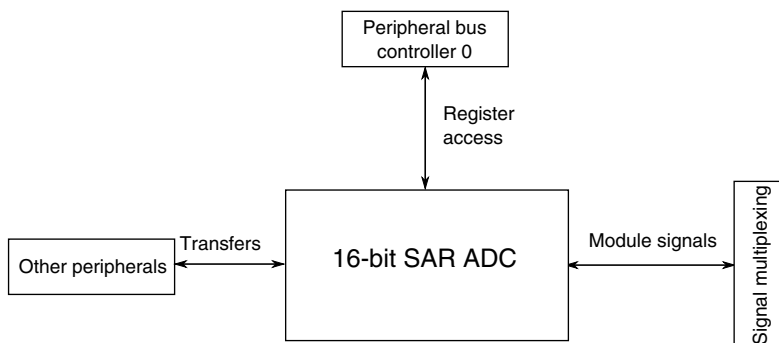 Peripheral bus
controller 0
Register
access
16-bit SAR ADC
Transfers
Other peripherals
Module signals
Signal multiplexing